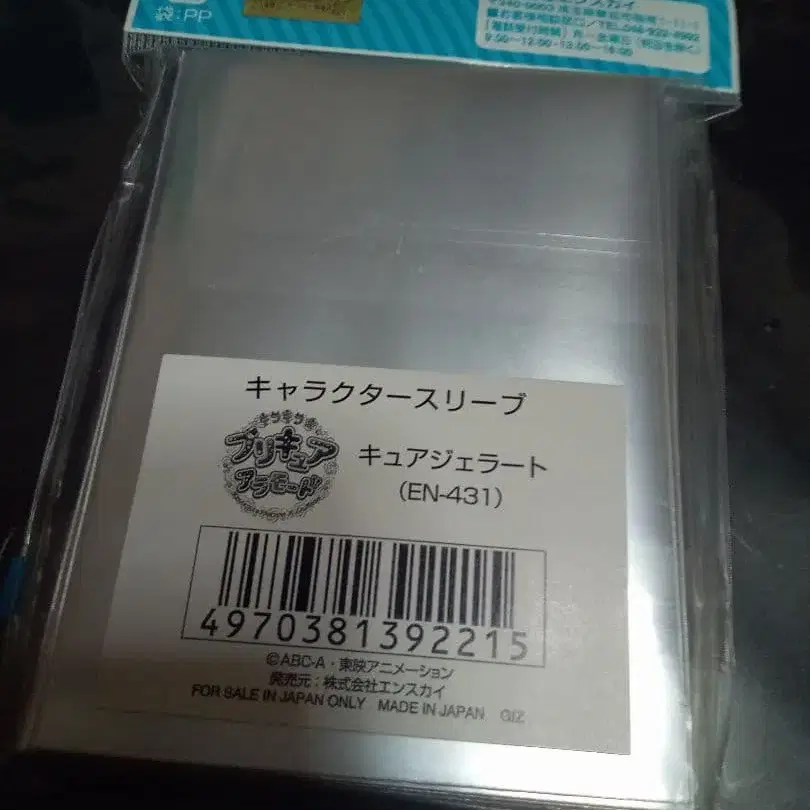 袋:PP
キャラクタースリーブ
キラキラ☆
プリキュア
アラモード
キュアジェラート
(EN-431)
4970381392215
©ABC-A・東映アニメーション
発売元:株式会社エンスカイ
FOR SALE IN JAPAN ONLY MADE IN JAPAN GIZ